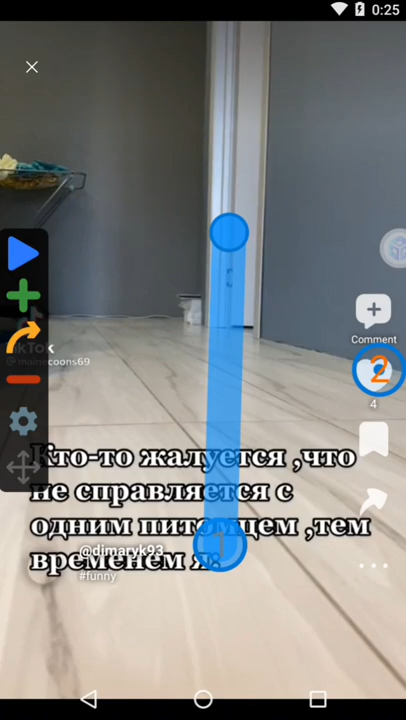 0:25
TikTok
@mainecoons69
Comment
2
4
Кто-то жалуется ,что
не справляется с
одним питомцем ,тем
временем я:
1
@dimaryk93
#funny